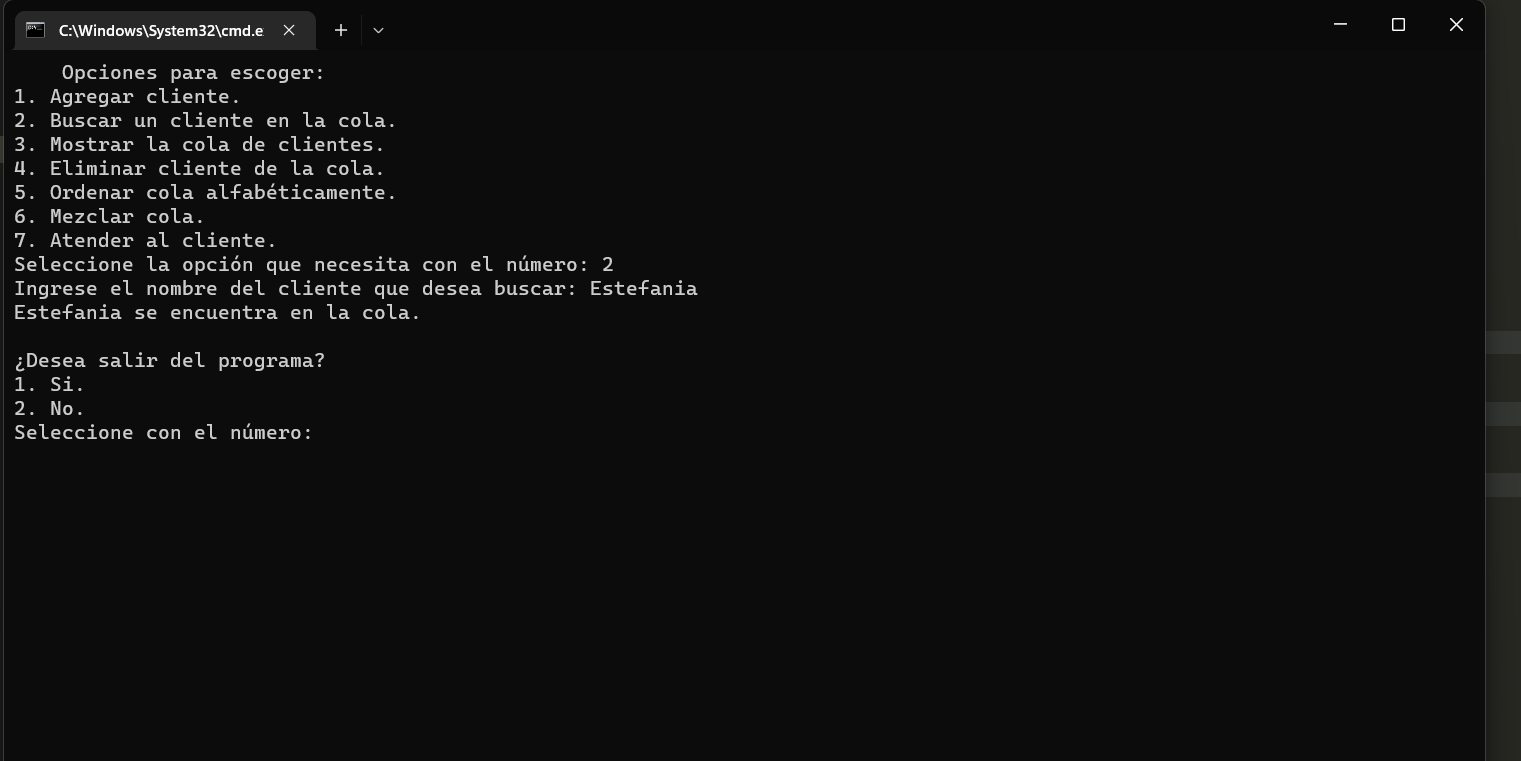 C:\Windows\System32\cmd.e
Opciones para escoger:
1. Agregar cliente.
2. Buscar un cliente en la cola.
3. Mostrar la cola de clientes.
4. Eliminar cliente de la cola.
5. Ordenar cola alfabéticamente.
6. Mezclar cola.
7. Atender al cliente.
Seleccione la opción que necesita con el número: 2
Ingrese el nombre del cliente que desea buscar: Estefania
Estefania se encuentra en la cola.
¿Desea salir del programa?
1. Si.
2. No.
Seleccione con el número: